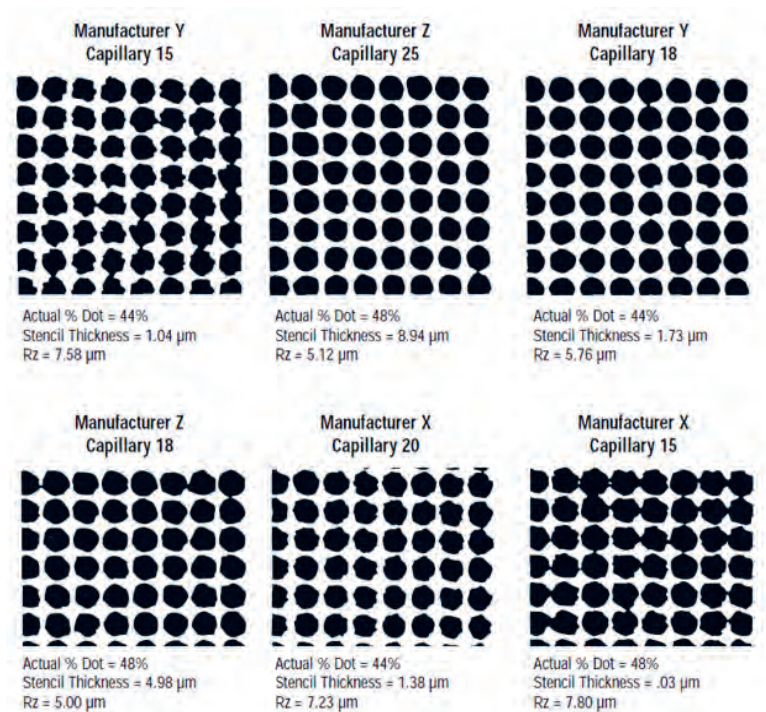 Manufacturer Y
Capillary 15
Actual % Dot = 44%
Stencil Thickness = 1.04 µm
Rz = 7.58 µm
Manufacturer Z
Capillary 25
Actual % Dot = 48%
Stencil Thickness = 8.94 µm
Rz = 5.12 µm
Manufacturer Y
Capillary 18
Actual % Dot = 44%
Stencil Thickness = 1.73 µm
Rz = 5.76 µm
Manufacturer Z
Capillary 18
Actual % Dot = 48%
Stencil Thickness = 4.98 µm
Rz = 5.00 µm
Manufacturer X
Capillary 20
Actual % Dot = 44%
Stencil Thickness = 1.38 µm
Rz = 7.23 µm
Manufacturer X
Capillary 15
Actual % Dot = 48%
Stencil Thickness = .03 µm
Rz = 7.80 µm